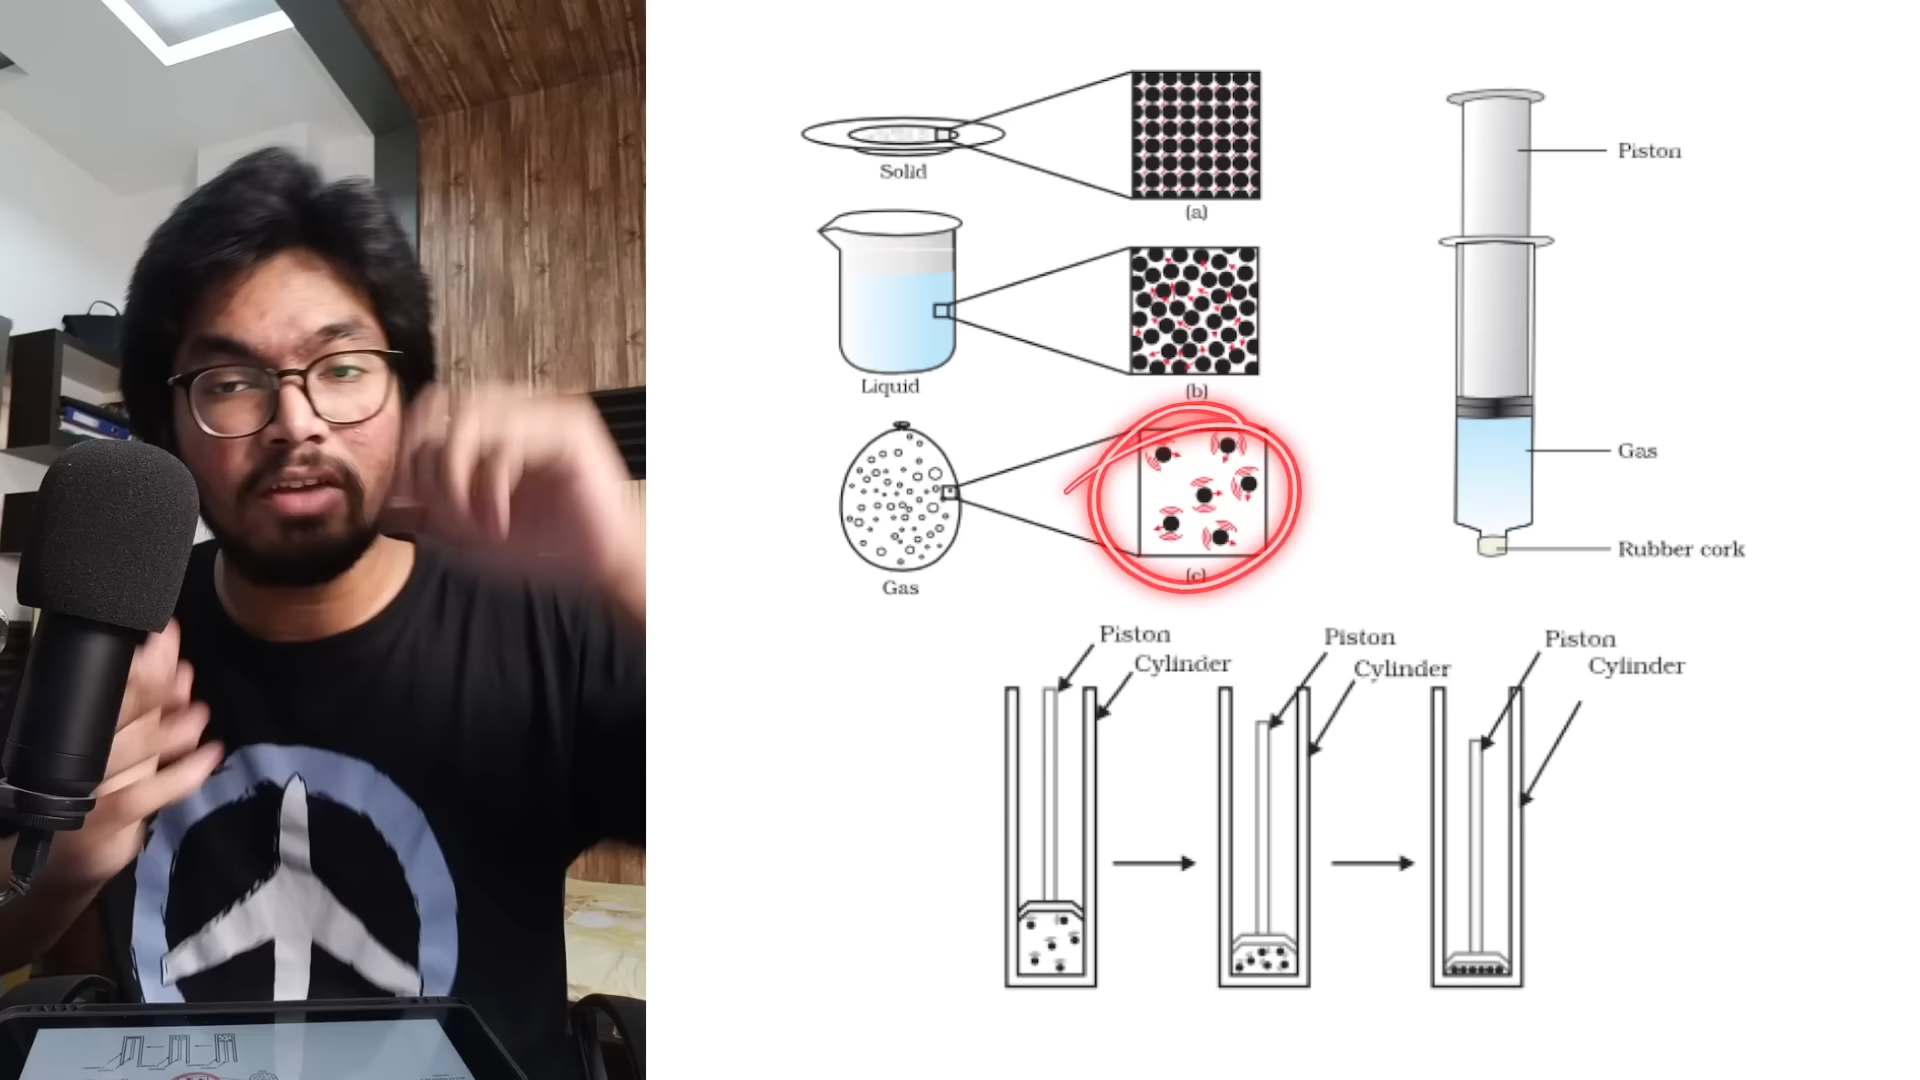 Solid
(a)
Piston
Liquid
(b)
Gas
Gas
(c)
Rubber cork
Piston
Cylinder
Piston
Cylinder
Piston
Cylinder